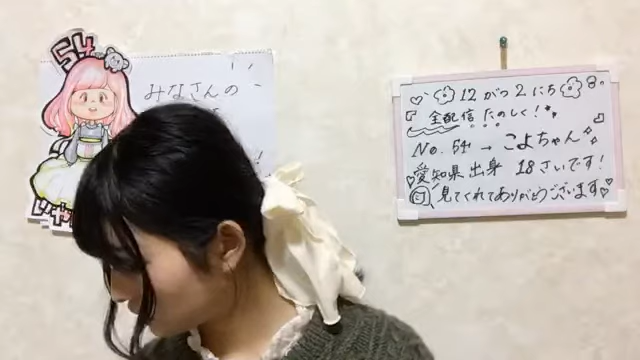 54
みなさんの
12がつ2にち
全配信たのしく!
No.54→こよちゃん
愛知県出身 18さいです!
見てくれてありがとうございます